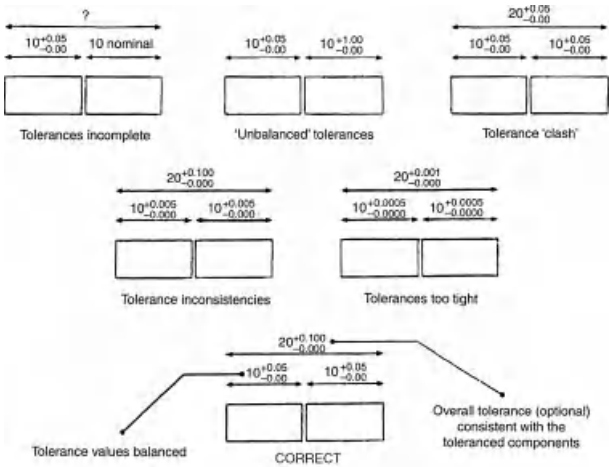 ?
10 +0.05 -0.00 10 nominal
Tolerances incomplete
10 +0.05 -0.00 10 +1.00 -0.00
'Unbalanced' tolerances
20 +0.05 -0.00
10 +0.05 -0.00 10 +0.05 -0.00
Tolerance 'clash'
20 +0.100 -0.000
10 +0.005 -0.000 10 +0.005 -0.000
Tolerance inconsistencies
20 +0.001 -0.000
10 +0.0005 -0.0000 10 +0.0005 -0.0000
Tolerances too tight
20 +0.100 -0.000
10 +0.05 -0.00 10 +0.05 -0.00
Tolerance values balanced
CORRECT
Overall tolerance (optional)
consistent with the
toleranced components